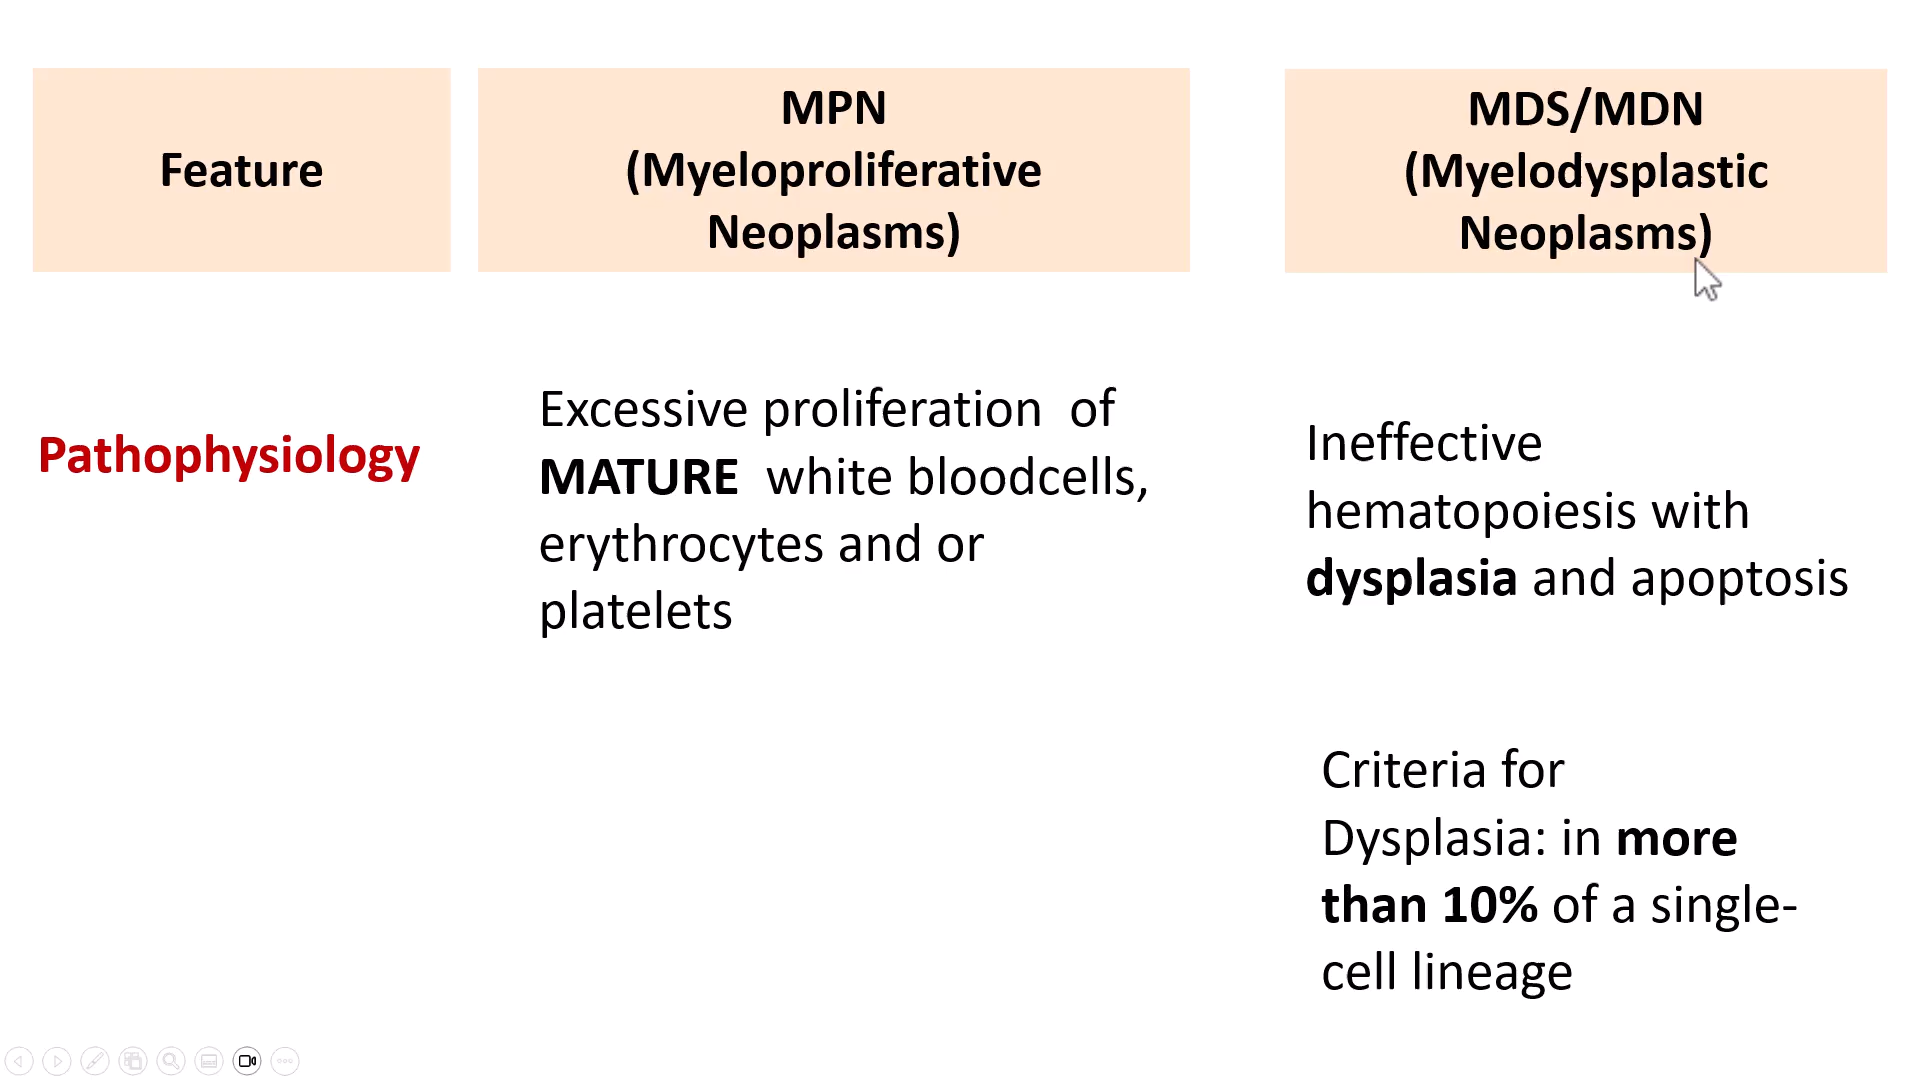 Feature
MPN
(Myeloproliferative
Neoplasms)
MDS/MDN
(Myelodysplastic
Neoplasms)
Pathophysiology
Excessive proliferation  of
MATURE  white bloodcells,
erythrocytes and or
platelets
Ineffective
hematopoiesis with
dysplasia and apoptosis
Criteria for
Dysplasia: in more
than 10% of a single-
cell lineage